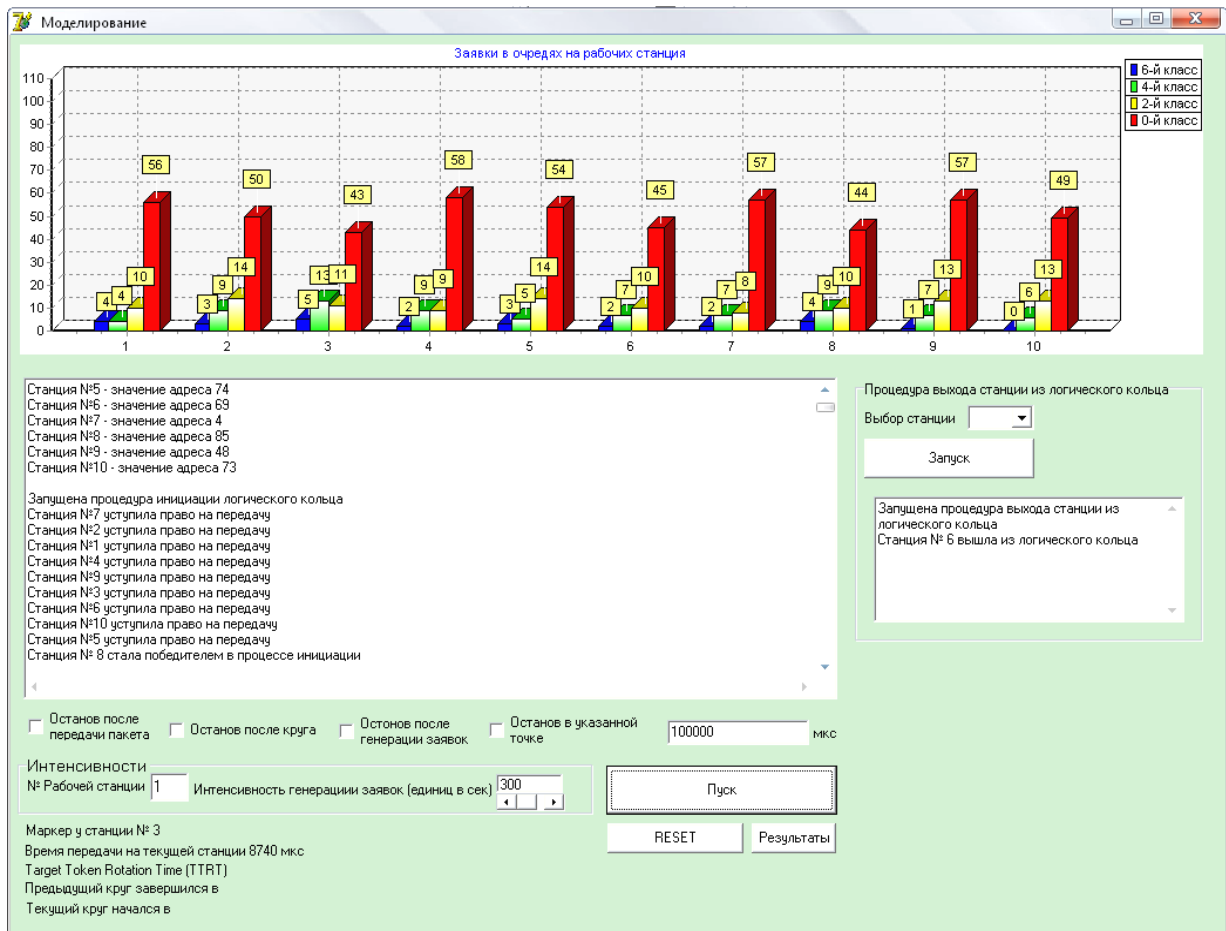 Моделирование
Заявки в очредях на рабочих станция
6-й класс
4-й класс
2-й класс
0-й класс
110
100
90
80
70
60
50
40
30
20
10
0
4 4 10 56
3 9 14 50
5 13 11 43
2 9 9 58
3 5 14 54
2 7 10 45
2 7 8 57
4 9 10 44
1 7 13 57
0 6 13 49
1 2 3 4 5 6 7 8 9 10
Станция №5 - значение адреса 74
Станция №6 - значение адреса 69
Станция №7 - значение адреса 4
Станция №8 - значение адреса 85
Станция №9 - значение адреса 48
Станция №10 - значение адреса 73
Запущена процедура инициации логического кольца
Станция №7 уступила право на передачу
Станция №2 уступила право на передачу
Станция №1 уступила право на передачу
Станция №4 уступила право на передачу
Станция №9 уступила право на передачу
Станция №3 уступила право на передачу
Станция №6 уступила право на передачу
Станция №10 уступила право на передачу
Станция №5 уступила право на передачу
Станция № 8 стала победителем в процессе инициации
Процедура выхода станции из логического кольца
Выбор станции
Запуск
Запущена процедура выхода станции из
логического кольца
Станция № 6 вышла из логического кольца
Останов после
передачи пакета
Останов после круга
Остонов после
генерации заявок
Останов в указанной
точке
100000 мкс
Интенсивности
№ Рабочей станции 1 Интенсивность генерациии заявок (единиц в сек) 300
Пуск
RESET
Результаты
Маркер у станции № 3
Время передачи на текущей станции 8740 мкс
Target Token Rotation Time (TTRT)
Предыдущий круг завершился в
Текущий круг начался в